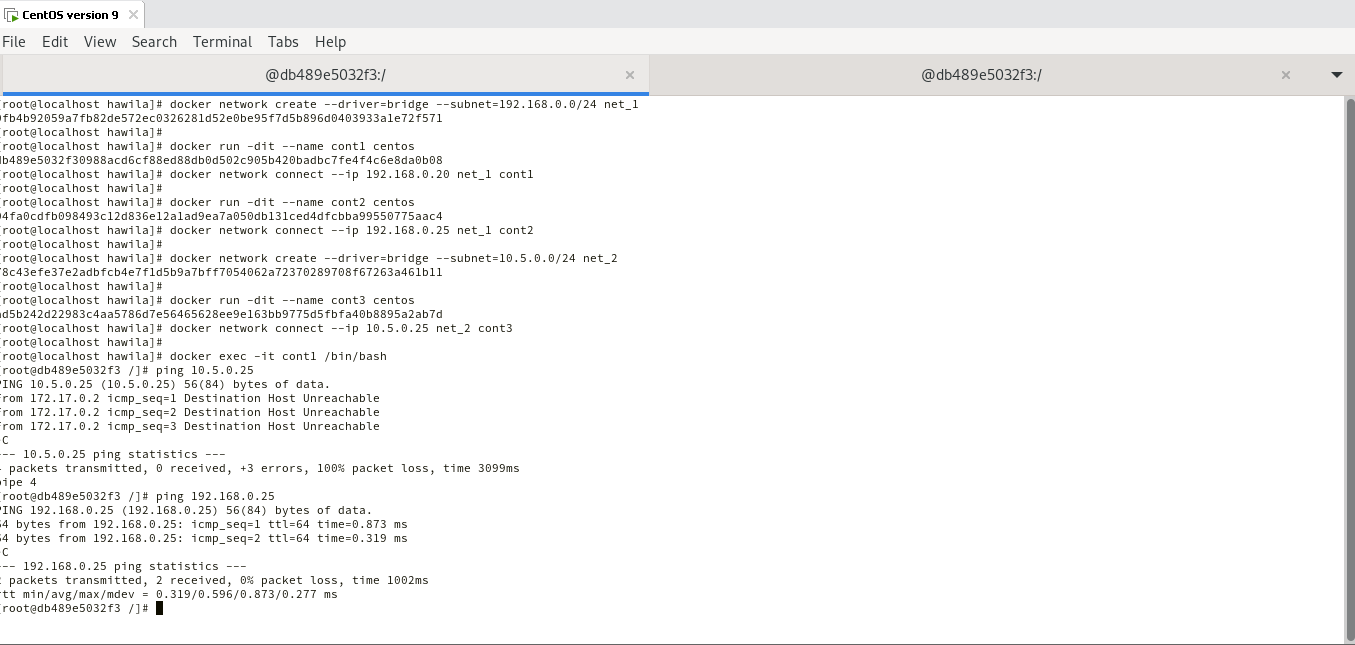 CentOS version 9
File Edit View Search Terminal Tabs Help
@db489e5032f3:/ @db489e5032f3:/
[root@localhost hawila]# docker network create --driver=bridge --subnet=192.168.0.0/24 net_1
fb4b92059a7fb82de572ec0326281d52e0be95f7d5b896d0403933a1e72f571
[root@localhost hawila]#
[root@localhost hawila]# docker run -dit --name cont1 centos
db489e5032f30988acd6cf88ed88db0d502c905b420badbc7fe4f4c6e8da0b08
[root@localhost hawila]# docker network connect --ip 192.168.0.20 net_1 cont1
[root@localhost hawila]#
[root@localhost hawila]# docker run -dit --name cont2 centos
4fa0cdfb098493c12d836e12a1ad9ea7a050db131ced4dfcbba99550775aac4
[root@localhost hawila]# docker network connect --ip 192.168.0.25 net_1 cont2
[root@localhost hawila]#
[root@localhost hawila]# docker network create --driver=bridge --subnet=10.5.0.0/24 net_2
8c43efe37e2adbfcb4e7f1d5b9a7bff7054062a72370289708f67263a461b11
[root@localhost hawila]#
[root@localhost hawila]# docker run -dit --name cont3 centos
d5b242d22983c4aa5786d7e56465628ee9e163bb9775d5fbfa40b8895a2ab7d
[root@localhost hawila]# docker network connect --ip 10.5.0.25 net_2 cont3
[root@localhost hawila]#
[root@localhost hawila]# docker exec -it cont1 /bin/bash
[root@db489e5032f3 /]# ping 10.5.0.25
PING 10.5.0.25 (10.5.0.25) 56(84) bytes of data.
From 172.17.0.2 icmp_seq=1 Destination Host Unreachable
From 172.17.0.2 icmp_seq=2 Destination Host Unreachable
From 172.17.0.2 icmp_seq=3 Destination Host Unreachable
^C
--- 10.5.0.25 ping statistics ---
packets transmitted, 0 received, +3 errors, 100% packet loss, time 3099ms
pipe 4
[root@db489e5032f3 /]# ping 192.168.0.25
PING 192.168.0.25 (192.168.0.25) 56(84) bytes of data.
64 bytes from 192.168.0.25: icmp_seq=1 ttl=64 time=0.873 ms
64 bytes from 192.168.0.25: icmp_seq=2 ttl=64 time=0.319 ms
^C
--- 192.168.0.25 ping statistics ---
2 packets transmitted, 2 received, 0% packet loss, time 1002ms
rtt min/avg/max/mdev = 0.319/0.596/0.873/0.277 ms
[root@db489e5032f3 /]#